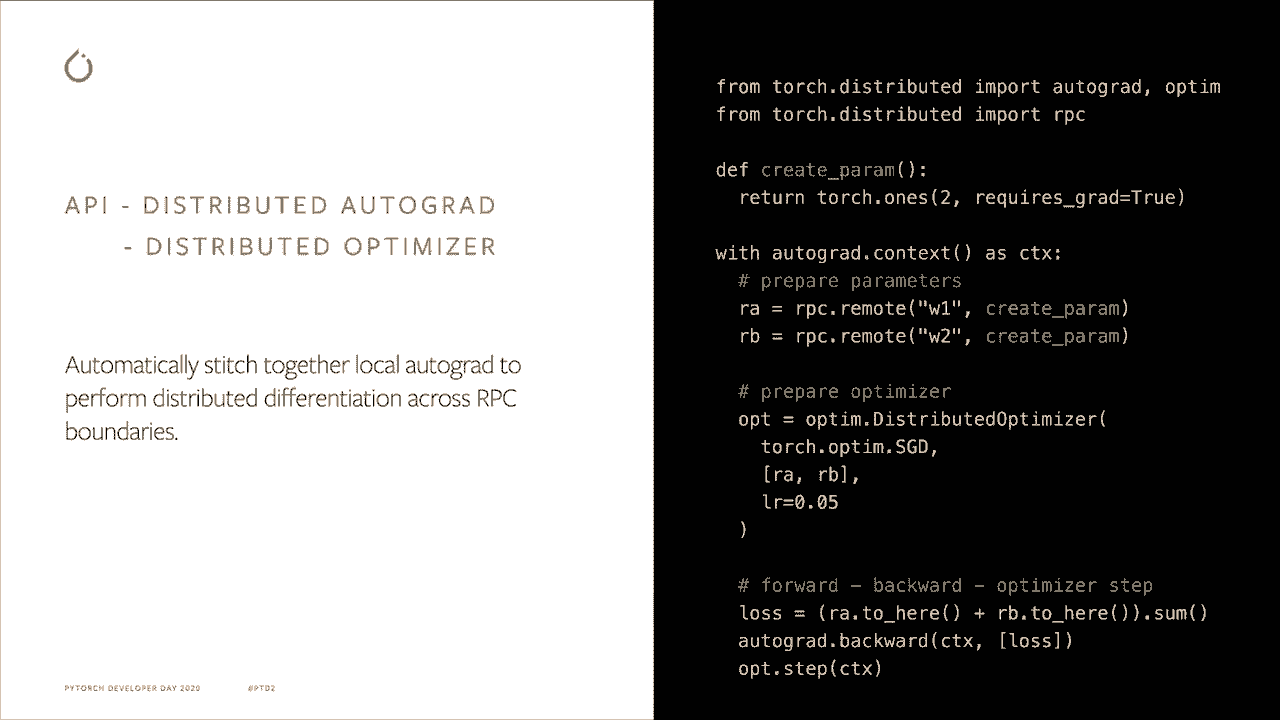 API - DISTRIBUTED AUTOGRAD
- DISTRIBUTED OPTIMIZER
Automatically stitch together local autograd to
perform distributed differentiation across RPC
boundaries.
PYTORCH DEVELOPER DAY 2020 #PTD2
from torch.distributed import autograd, optim
from torch.distributed import rpc
def create_param():
return torch.ones(2, requires_grad=True)
with autograd.context() as ctx:
# prepare parameters
ra = rpc.remote("w1", create_param)
rb = rpc.remote("w2", create_param)
# prepare optimizer
opt = optim.DistributedOptimizer(
torch.optim.SGD,
[ra, rb],
lr=0.05
)
# forward – backward – optimizer step
loss = (ra.to_here() + rb.to_here()).sum()
autograd.backward(ctx, [loss])
opt.step(ctx)